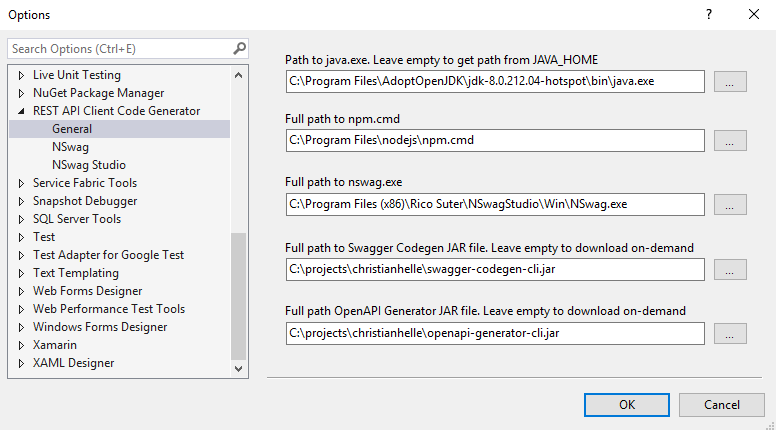 Options
Search Options (Ctrl+E)
Live Unit Testing
NuGet Package Manager
REST API Client Code Generator
General
NSwag
NSwag Studio
Service Fabric Tools
Snapshot Debugger
SQL Server Tools
Test
Test Adapter for Google Test
Text Templating
Web Forms Designer
Web Performance Test Tools
Windows Forms Designer
Xamarin
XAML Designer
Path to java.exe. Leave empty to get path from JAVA_HOME
C:\Program Files\AdoptOpenJDK\jdk-8.0.212.04-hotspot\bin\java.exe
...
Full path to npm.cmd
C:\Program Files\nodejs\npm.cmd
...
Full path to nswag.exe
C:\Program Files (x86)\Rico Suter\NSwagStudio\Win\NSwag.exe
...
Full path to Swagger Codegen JAR file. Leave empty to download on-demand
C:\projects\christianhelle\swagger-codegen-cli.jar
...
Full path OpenAPI Generator JAR file. Leave empty to download on-demand
C:\projects\christianhelle\openapi-generator-cli.jar
...
OK
Cancel